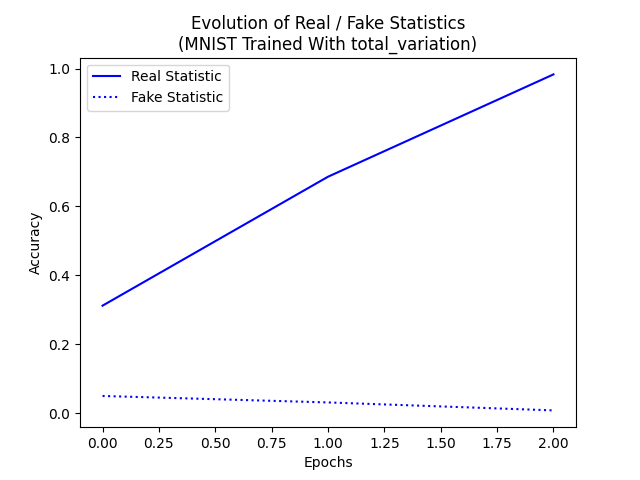 Evolution of Real / Fake Statistics
(MNIST Trained With total_variation)
Real Statistic
Fake Statistic
Accuracy
1.0
0.8
0.6
0.4
0.2
0.0
0.00 0.25 0.50 0.75 1.00 1.25 1.50 1.75 2.00
Epochs